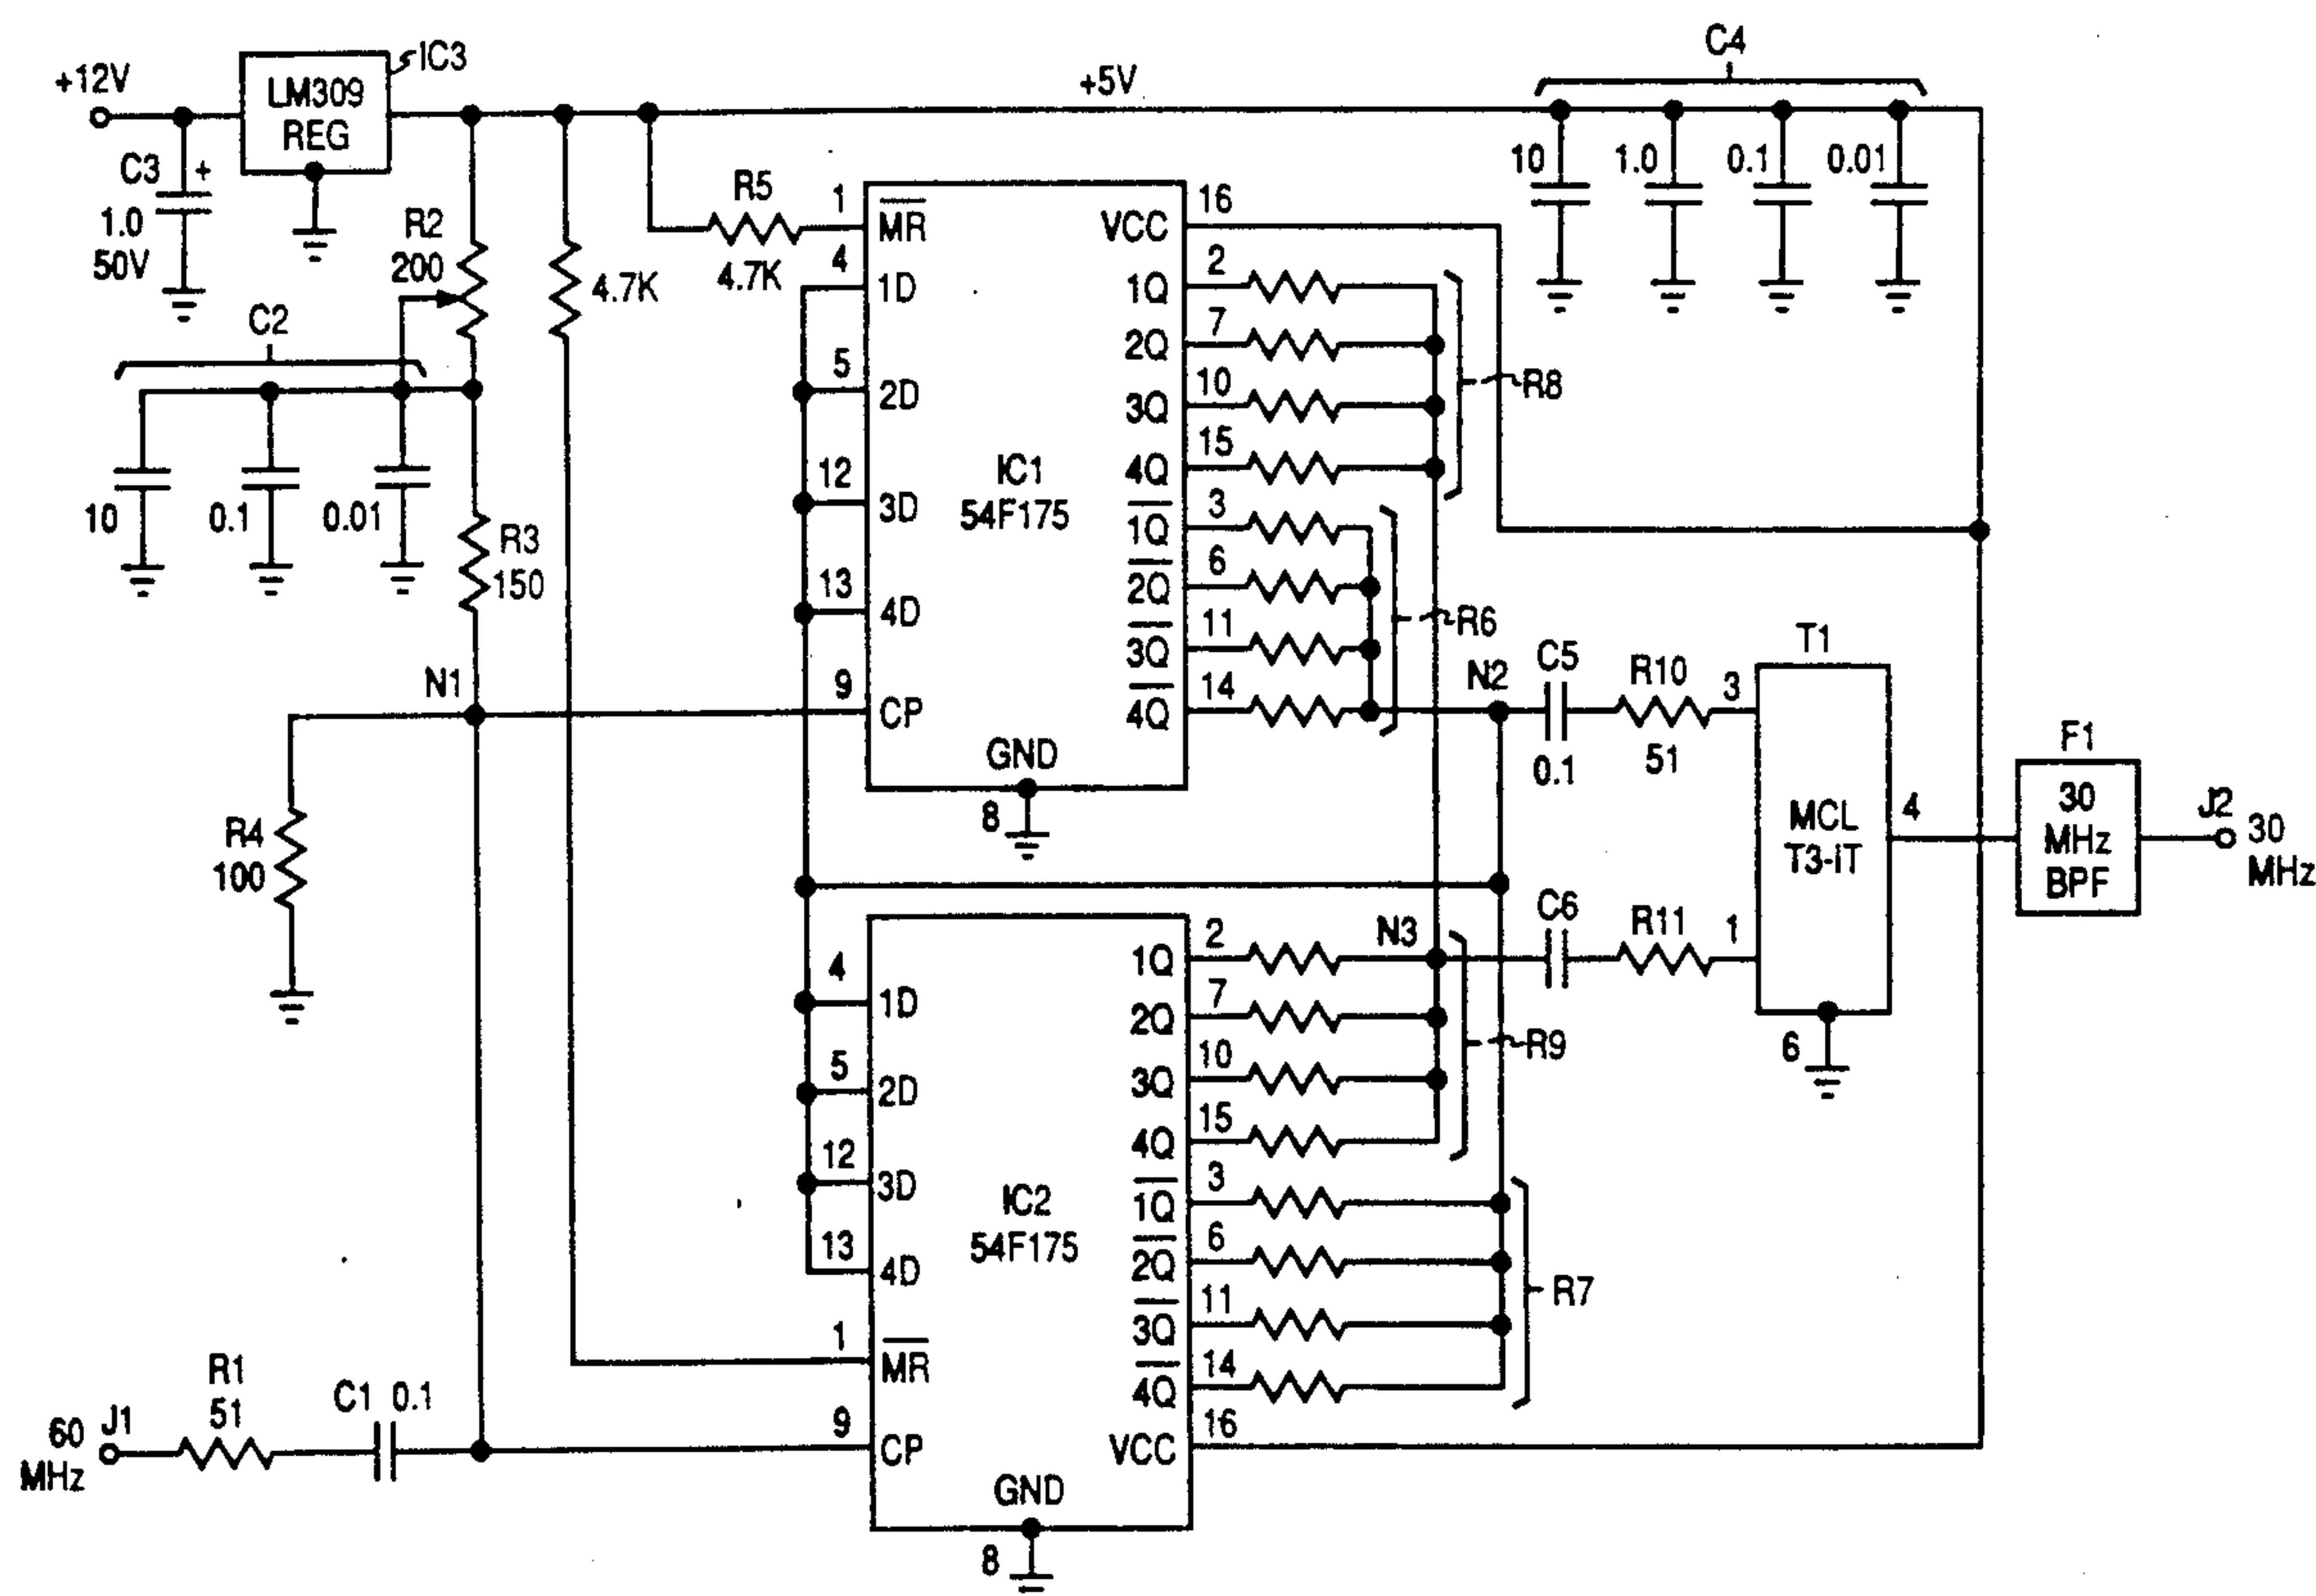 +12V
LM309
REG
IC3
+5V
C4
10
1.0
0.1
0.01
C3
+
1.0
50V
R2
200
4.7K
R5
4.7K
C2
10
0.1
0.01
R3
150
N1
R4
100
1
MR
4
1D
5
2D
12
3D
13
4D
9
CP
IC1
54F175
GND
8
VCC
16
1Q
2
2Q
7
3Q
10
4Q
15
1Q
3
2Q
6
3Q
11
4Q
14
R8
R6
N2
C5
0.1
R10
51
3
T1
MCL
T3-iT
4
F1
30
MHz
BPF
J2
30
MHz
N3
C6
R11
1
6
4
1D
5
2D
12
3D
13
4D
1
MR
9
CP
IC2
54F175
GND
8
1Q
2
2Q
7
3Q
10
4Q
15
1Q
3
2Q
6
3Q
11
4Q
14
VCC
16
R9
R7
60
MHz
J1
R1
51
C1
0.1